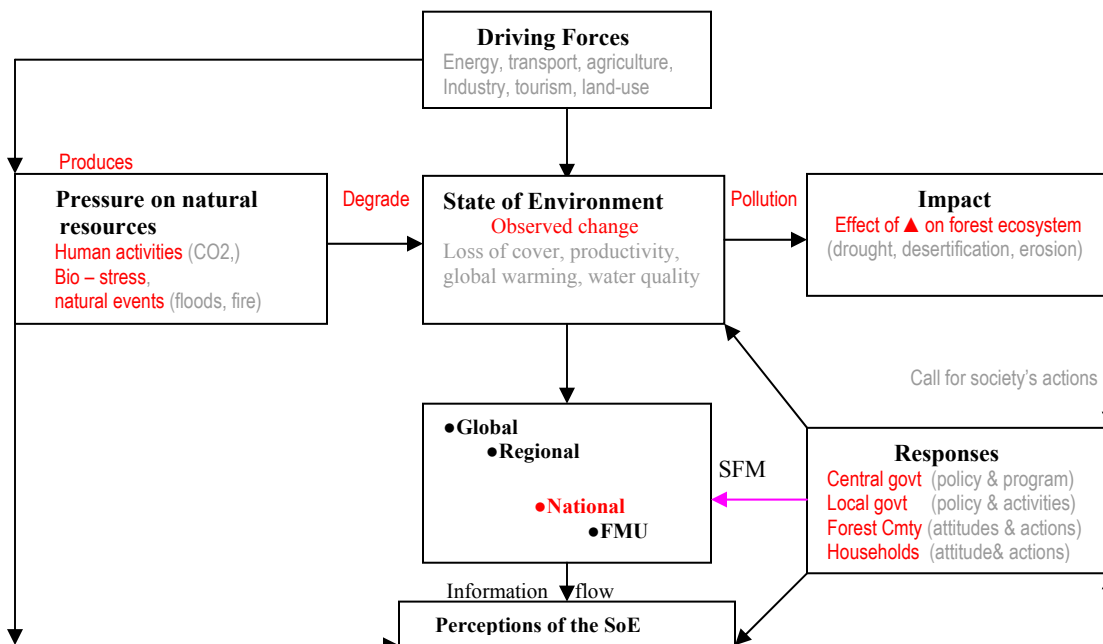 Driving Forces
Energy, transport, agriculture,
Industry, tourism, land-use
Produces
Pressure on natural
resources
Human activities (CO2,)
Bio – stress,
natural events (floods, fire)
Degrade
State of Environment
Observed change
Loss of cover, productivity,
global warming, water quality
Pollution
Impact
Effect of ▲ on forest ecosystem
(drought, desertification, erosion)
Call for society’s actions
●Global
●Regional
●National
●FMU
SFM
Responses
Central govt (policy & program)
Local govt (policy & activities)
Forest Cmty (attitudes & actions)
Households (attitude& actions)
Information flow
Perceptions of the SoE